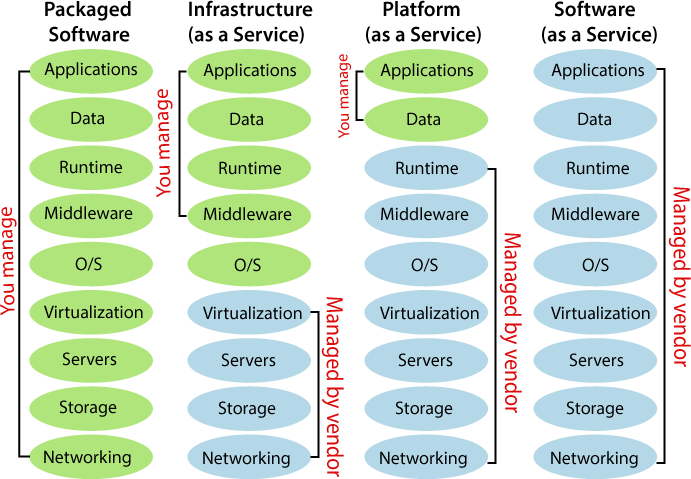 Packaged
Software
Infrastructure
(as a Service)
Platform
(as a Service)
Software
(as a Service)
You manage
Applications
Data
Runtime
Middleware
O/S
Virtualization
Servers
Storage
Networking
You manage
Applications
Data
Runtime
Middleware
O/S
Virtualization
Servers
Storage
Networking
Managed by vendor
You manage
Applications
Data
Runtime
Middleware
O/S
Virtualization
Servers
Storage
Networking
Managed by vendor
Applications
Data
Runtime
Middleware
O/S
Virtualization
Servers
Storage
Networking
Managed by vendor